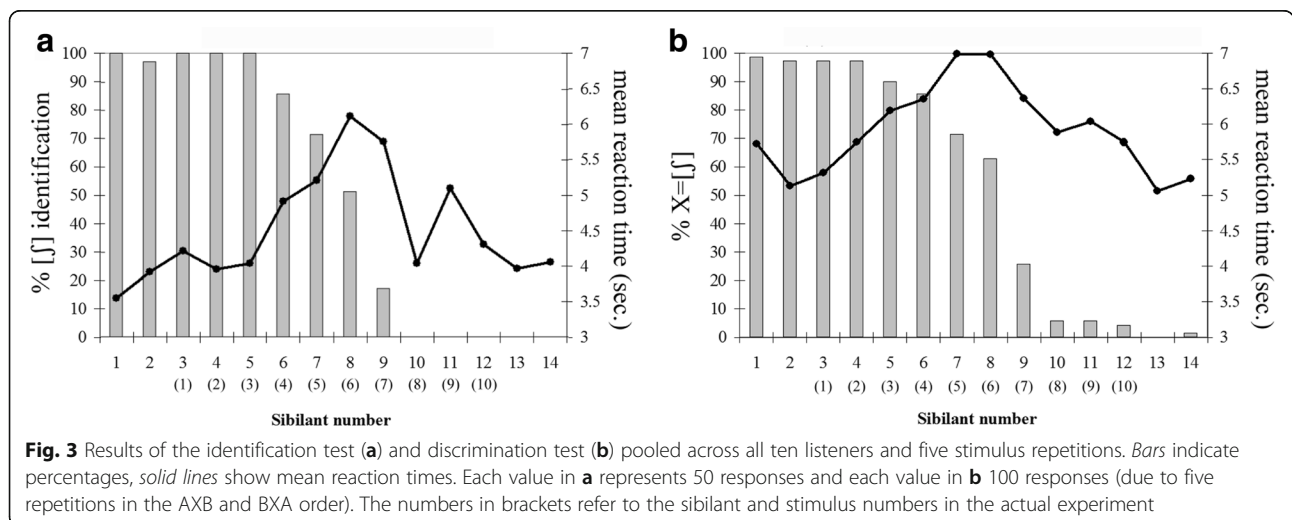 a
b
100
90
80
70
60
50
40
30
20
10
0
% [ʃ] identification
7
6.5
6
5.5
5
4.5
4
3.5
3
mean reaction time (sec.)
1 2 3 4 5 6 7 8 9 10 11 12 13 14
(1) (2) (3) (4) (5) (6) (7) (8) (9) (10)
Sibilant number
100
90
80
70
60
50
40
30
20
10
0
% X=[ʃ]
7
6.5
6
5.5
5
4.5
4
3.5
3
mean reaction time (sec.)
1 2 3 4 5 6 7 8 9 10 11 12 13 14
(1) (2) (3) (4) (5) (6) (7) (8) (9) (10)
Sibilant number
Fig. 3 Results of the identification test (a) and discrimination test (b) pooled across all ten listeners and five stimulus repetitions. Bars indicate
percentages, solid lines show mean reaction times. Each value in a represents 50 responses and each value in b 100 responses (due to five
repetitions in the AXB and BXA order). The numbers in brackets refer to the sibilant and stimulus numbers in the actual experiment